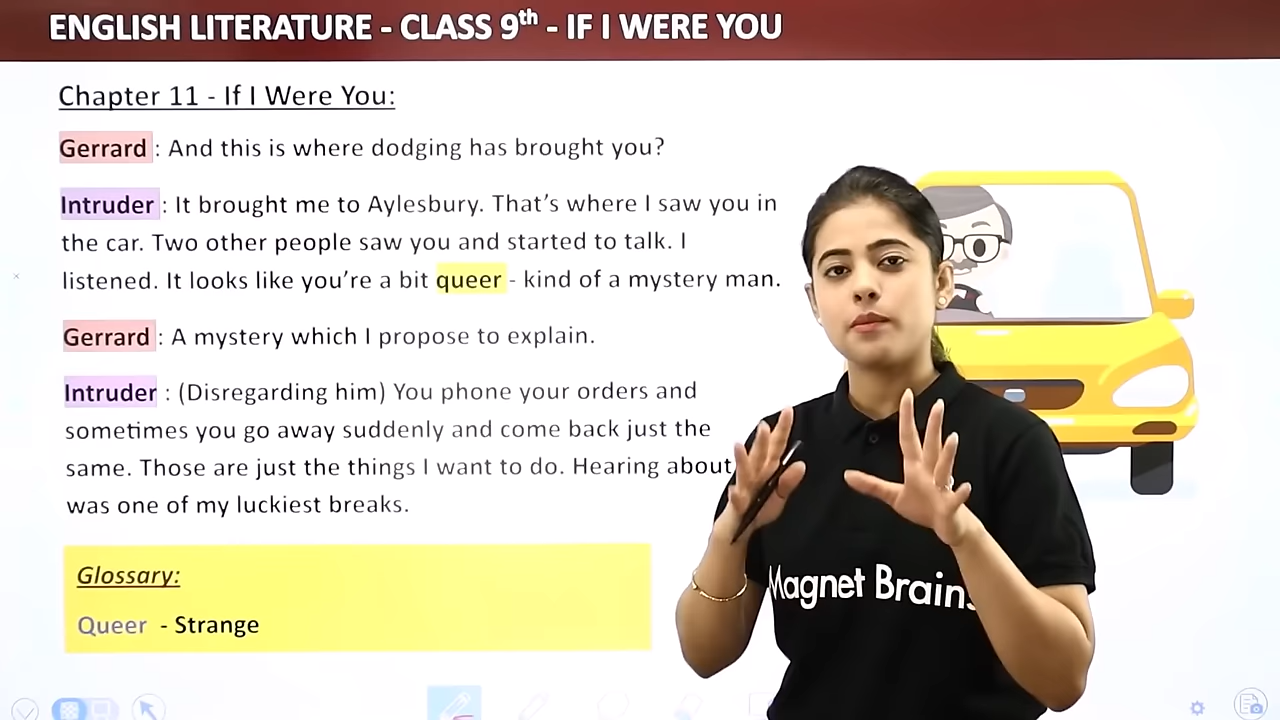 ENGLISH LITERATURE - CLASS 9th - IF I WERE YOU
Chapter 11 - If I Were You:
Gerrard : And this is where dodging has brought you?
Intruder : It brought me to Aylesbury. That's where I saw you in
the car. Two other people saw you and started to talk. I
listened. It looks like you're a bit queer - kind of a mystery man.
Gerrard : A mystery which I propose to explain.
Intruder : (Disregarding him) You phone your orders and
sometimes you go away suddenly and come back just the
same. Those are just the things I want to do. Hearing about
was one of my luckiest breaks.
Glossary:
Queer - Strange
Magnet Brains